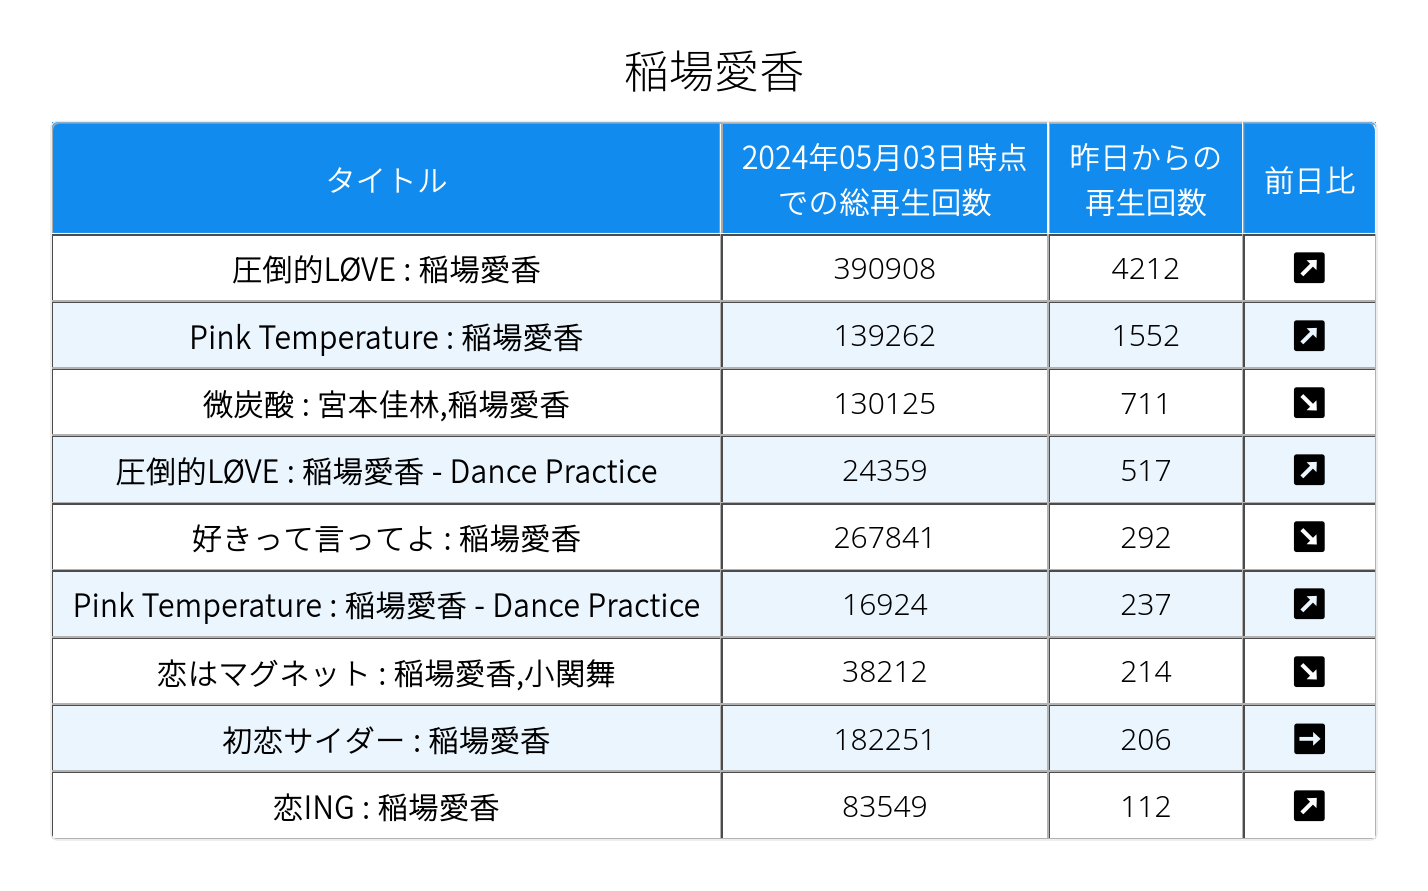 稲場愛香
タイトル 2024年05月03日時点での総再生回数 昨日からの再生回数 前日比
圧倒的LØVE : 稲場愛香 390908 4212 ↗
Pink Temperature : 稲場愛香 139262 1552 ↗
微炭酸 : 宮本佳林,稲場愛香 130125 711 ↘
圧倒的LØVE : 稲場愛香 - Dance Practice 24359 517 ↗
好きって言ってよ : 稲場愛香 267841 292 ↘
Pink Temperature : 稲場愛香 - Dance Practice 16924 237 ↗
恋はマグネット : 稲場愛香,小関舞 38212 214 ↘
初恋サイダー : 稲場愛香 182251 206 →
恋ING : 稲場愛香 83549 112 ↗